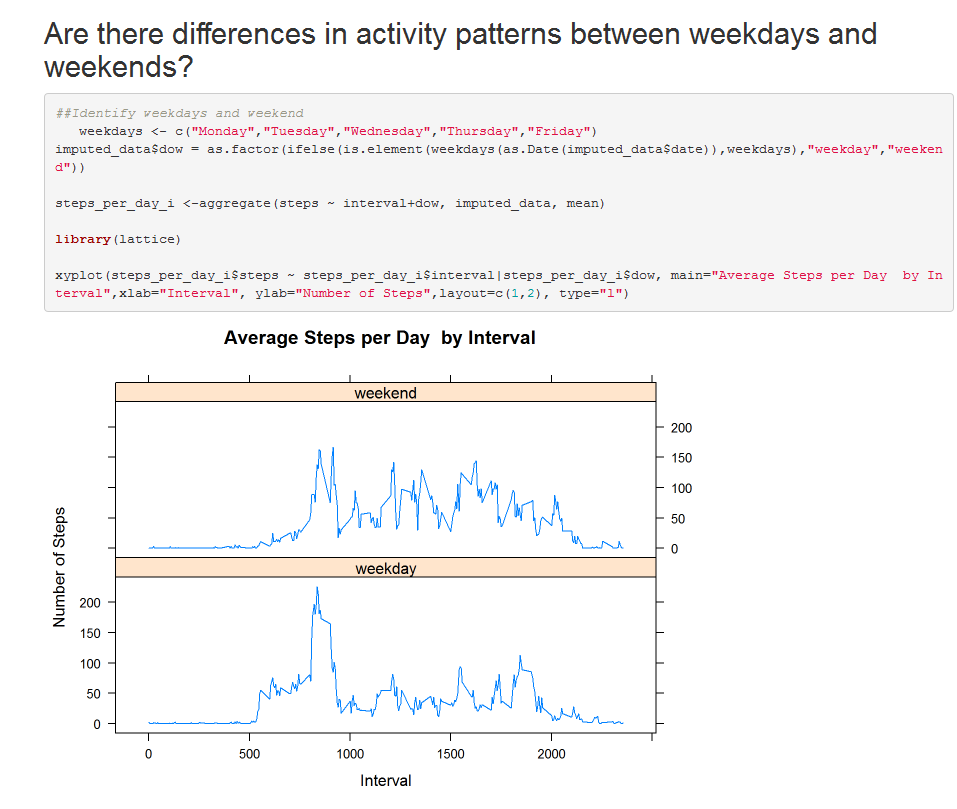 Are there differences in activity patterns between weekdays and
weekends?
##Identify weekdays and weekend
weekdays <- c("Monday","Tuesday","Wednesday","Thursday","Friday")
imputed_data$dow = as.factor(ifelse(is.element(weekdays(as.Date(imputed_data$date)),weekdays),"weekday","weeken
d"))
steps_per_day_i <-aggregate(steps ~ interval+dow, imputed_data, mean)
library(lattice)
xyplot(steps_per_day_i$steps ~ steps_per_day_i$interval|steps_per_day_i$dow, main="Average Steps per Day  by In
terval",xlab="Interval", ylab="Number of Steps",layout=c(1,2), type="l")
Average Steps per Day  by Interval
weekend
200
150
100
50
0
weekday
200
150
100
50
0
Number of Steps
0 500 1000 1500 2000
Interval